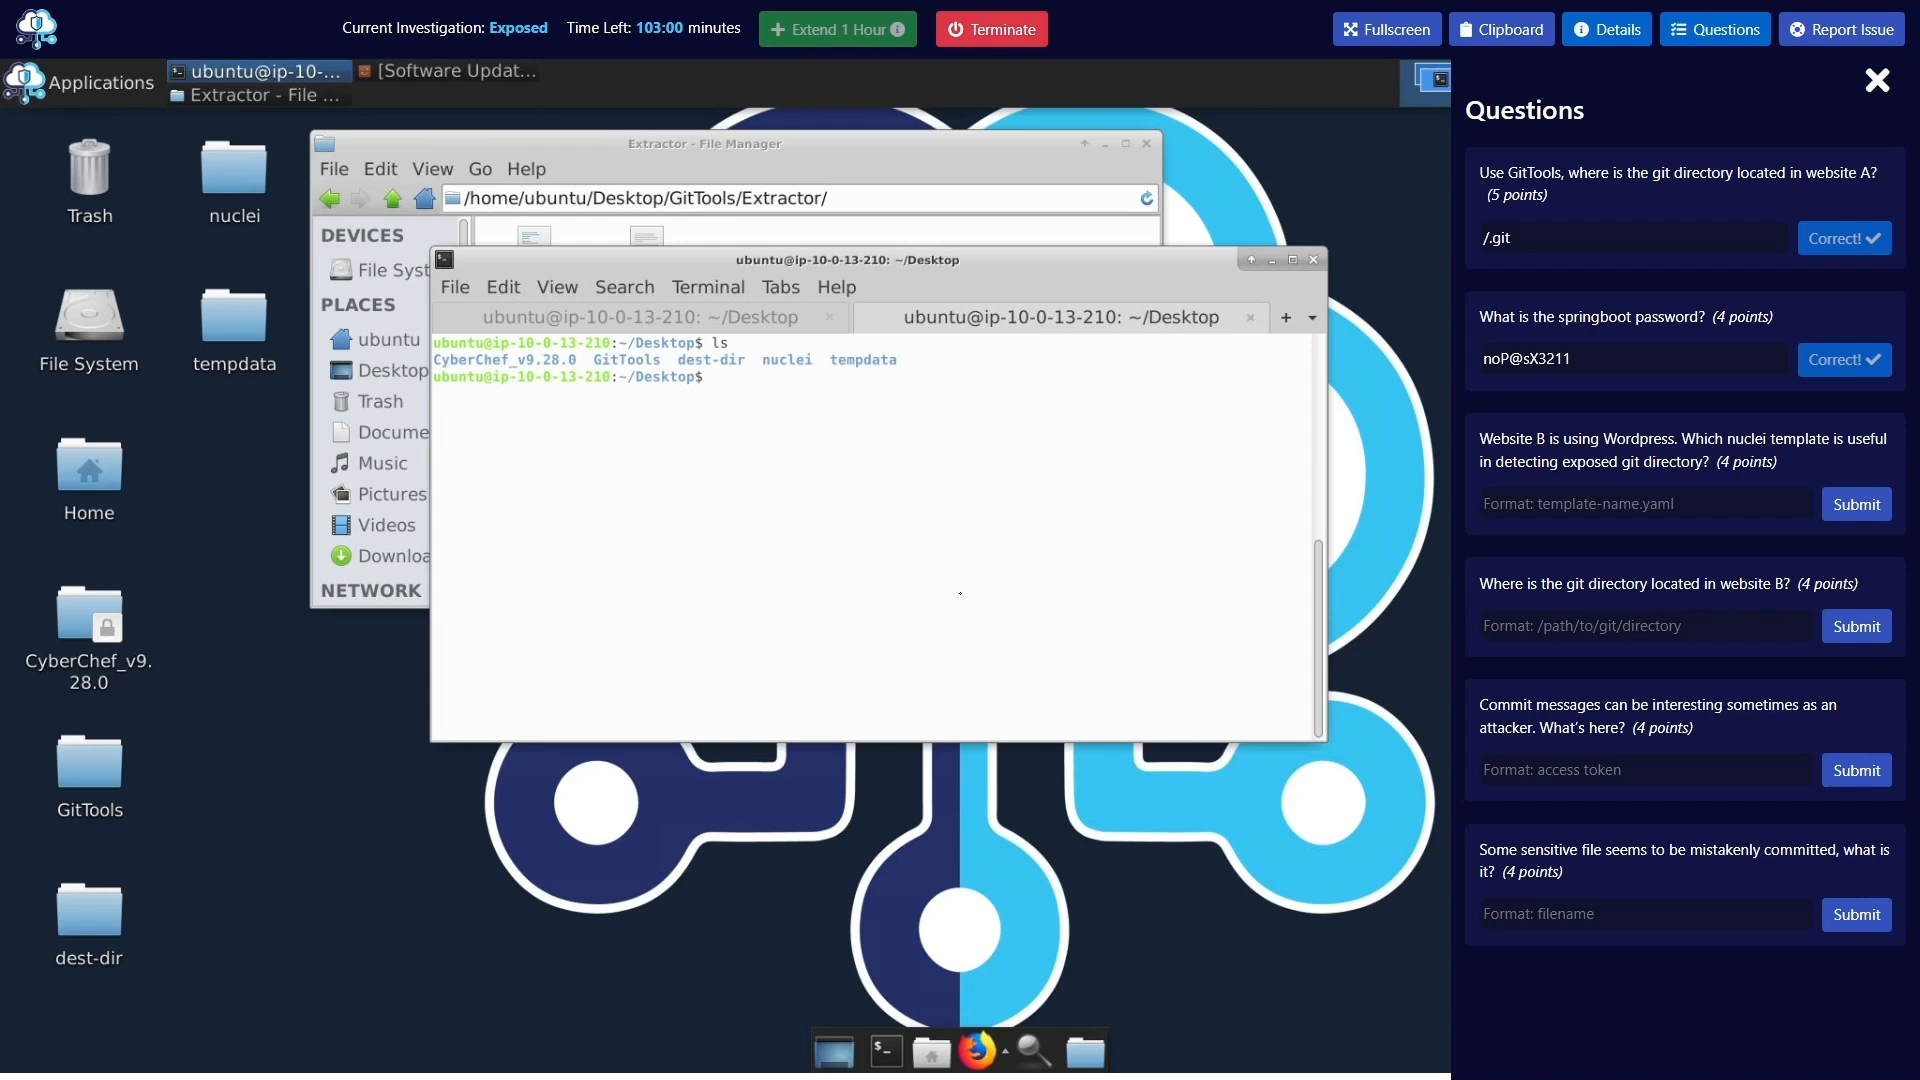 Current Investigation: Exposed
Time Left: 103:00 minutes
Extend 1 Hour
Terminate
Fullscreen
Clipboard
Details
Questions
Report Issue
Applications
ubuntu@ip-10-...
[Software Updat...
Extractor - File ...
Trash
nuclei
File System
tempdata
Home
CyberChef_v9.
28.0
GitTools
dest-dir
Extractor - File Manager
File Edit View Go Help
/home/ubuntu/Desktop/GitTools/Extractor/
DEVICES
File Syst
PLACES
ubuntu
Desktop
Trash
Docume
Music
Pictures
Videos
Downloa
NETWORK
ubuntu@ip-10-0-13-210: ~/Desktop
File Edit View Search Terminal Tabs Help
ubuntu@ip-10-0-13-210: ~/Desktop
ubuntu@ip-10-0-13-210: ~/Desktop
ubuntu@ip-10-0-13-210:~/Desktop$ ls
CyberChef_v9.28.0 GitTools dest-dir nuclei tempdata
ubuntu@ip-10-0-13-210:~/Desktop$
Questions
Use GitTools, where is the git directory located in website A?
(5 points)
/.git
Correct!
What is the springboot password? (4 points)
noP@sX3211
Correct!
Website B is using Wordpress. Which nuclei template is useful
in detecting exposed git directory? (4 points)
Format: template-name.yaml
Submit
Where is the git directory located in website B? (4 points)
Format: /path/to/git/directory
Submit
Commit messages can be interesting sometimes as an
attacker. What's here? (4 points)
Format: access token
Submit
Some sensitive file seems to be mistakenly committed, what is
it? (4 points)
Format: filename
Submit